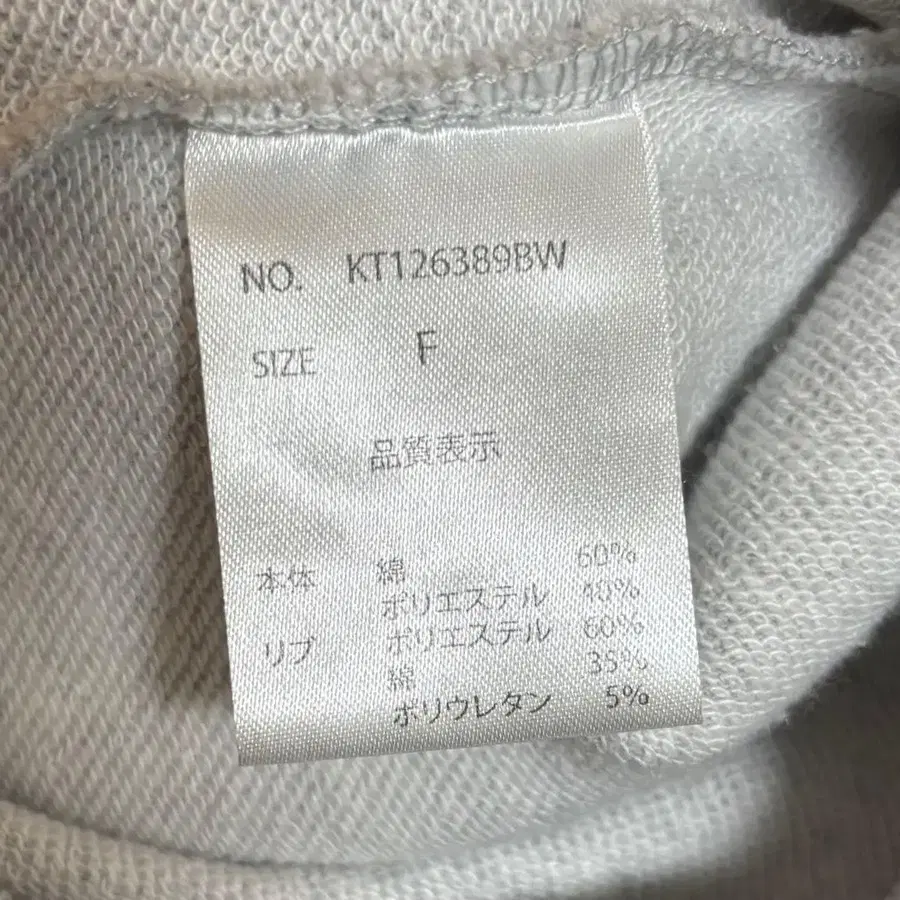 NO. KT126389BW
SIZE F
品質表示
本体 綿 60%
ポリエステル 40%
リブ ポリエステル 60%
綿 35%
ポリウレタン 5%